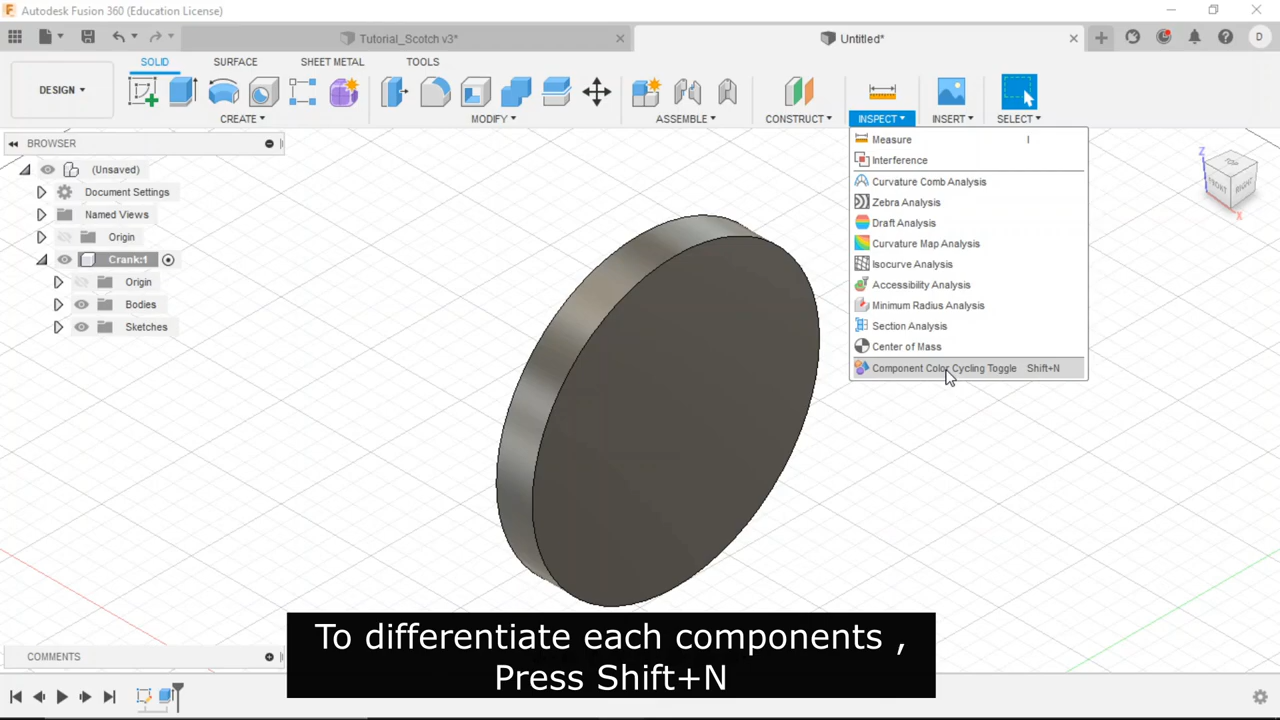 Autodesk Fusion 360 (Education License)
Tutorial_Scotch v3*
Untitled*
D
SOLID
SURFACE
SHEET METAL
TOOLS
DESIGN
CREATE
MODIFY
ASSEMBLE
CONSTRUCT
INSPECT
INSERT
SELECT
BROWSER
(Unsaved)
Document Settings
Named Views
Origin
Crank:1
Origin
Bodies
Sketches
Measure I
Interference
Curvature Comb Analysis
Zebra Analysis
Draft Analysis
Curvature Map Analysis
Isocurve Analysis
Accessibility Analysis
Minimum Radius Analysis
Section Analysis
Center of Mass
Component Color Cycling Toggle Shift+N
Z
FRONT
RIGHT
X
To differentiate each components ,
Press Shift+N
COMMENTS